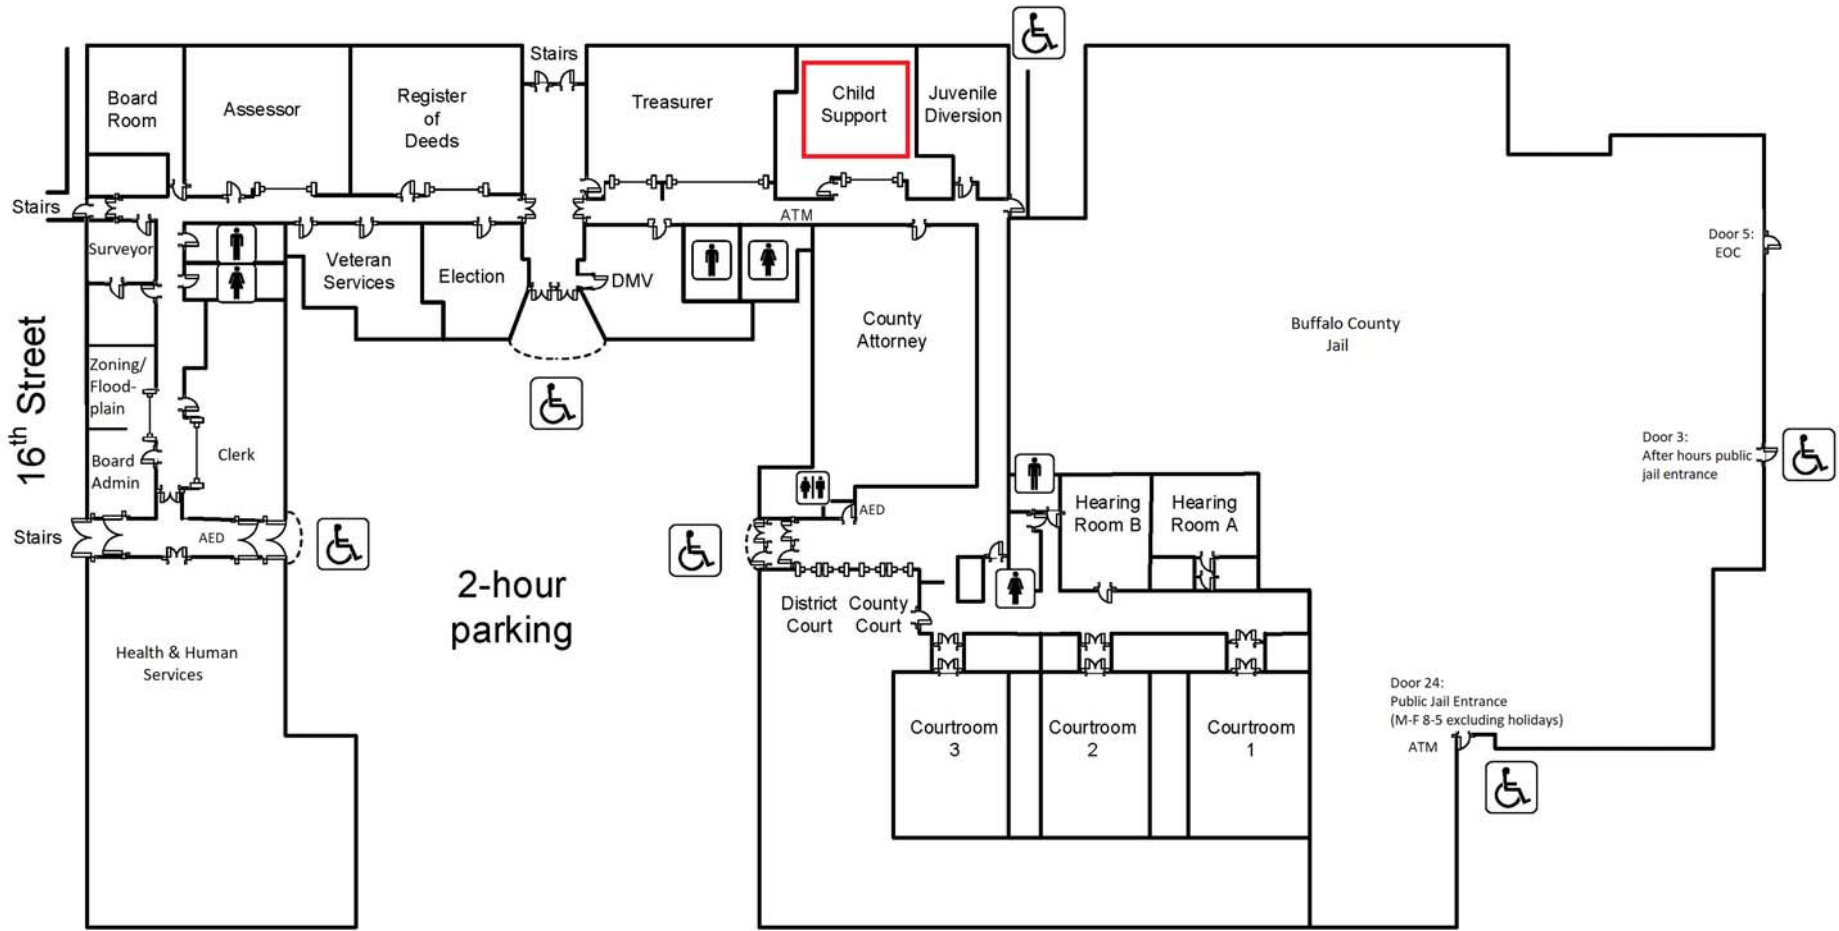 Stairs
Board
Room
Assessor
Register
of
Deeds
Treasurer
Child
Support
Juvenile
Diversion
Stairs
ATM
Surveyor
Veteran
Services
Election
DMV
County
Attorney
Door 5:
EOC
Buffalo County
Jail
16th Street
Zoning/
Flood-
plain
Board
Admin
Clerk
Door 3:
After hours public
jail entrance
Hearing
Room B
Hearing
Room A
Stairs
AED
AED
2-hour
parking
District
Court
County
Court
Health & Human
Services
Door 24:
Public Jail Entrance
(M-F 8-5 excluding holidays)
ATM
Courtroom
3
Courtroom
2
Courtroom
1